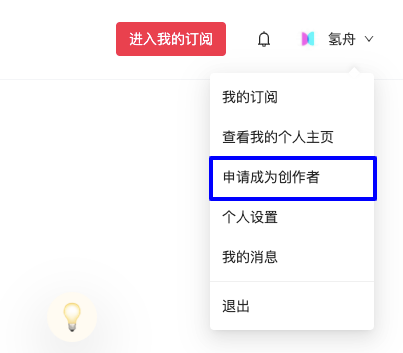 进入我的订阅
氢舟
我的订阅
查看我的个人主页
申请成为创作者
个人设置
我的消息
退出